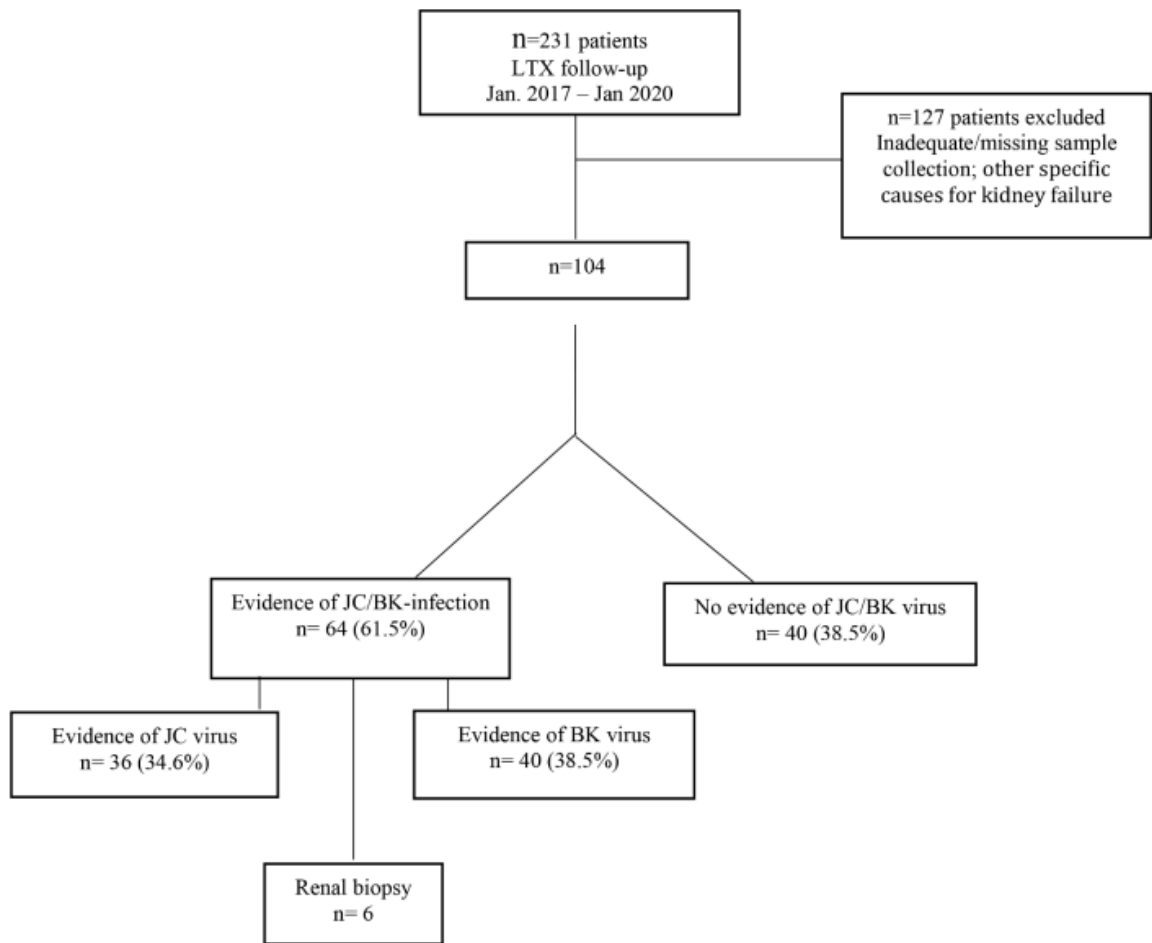 n=231 patients
LTX follow-up
Jan. 2017 – Jan 2020
n=127 patients excluded
Inadequate/missing sample
collection; other specific
causes for kidney failure
n=104
Evidence of JC/BK-infection
n= 64 (61.5%)
No evidence of JC/BK virus
n= 40 (38.5%)
Evidence of JC virus
n= 36 (34.6%)
Evidence of BK virus
n= 40 (38.5%)
Renal biopsy
n= 6